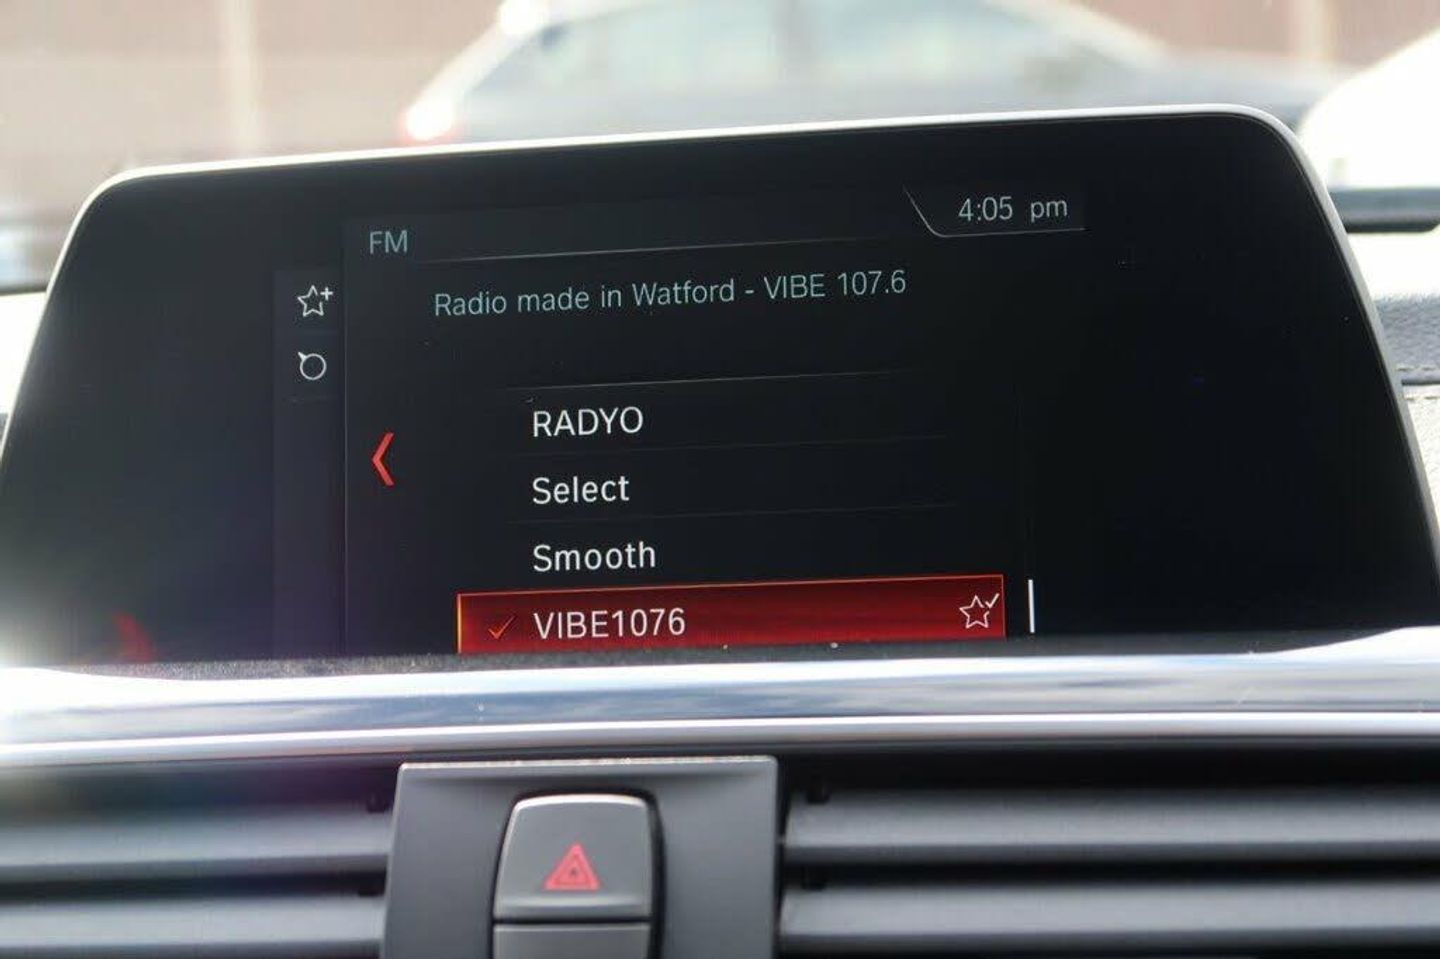 4:05 pm
FM
Radio made in Watford - VIBE 107.6
RADYO
Select
Smooth
VIBE1076